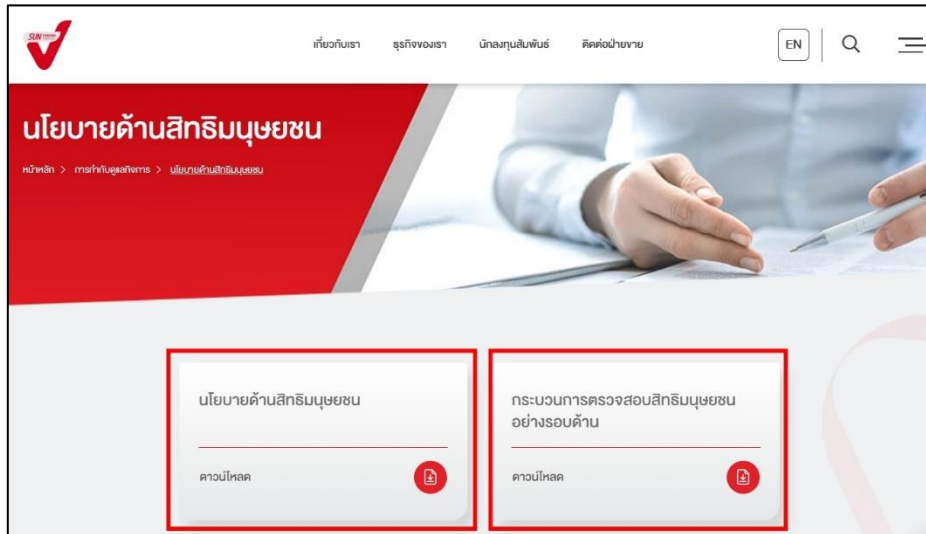 SUN
เกี่ยวกับเรา ธุรกิจของเรา นักลงทุนสัมพันธ์ ติดต่อฝ่ายขาย EN
นโยบายด้านสิทธิมนุษยชน
หน้าหลัก > การกำกับดูแลกิจการ > นโยบายด้านสิทธิมนุษยชน
นโยบายด้านสิทธิมนุษยชน
ดาวน์โหลด
กระบวนการตรวจสอบสิทธิมนุษยชน
อย่างรอบด้าน
ดาวน์โหลด